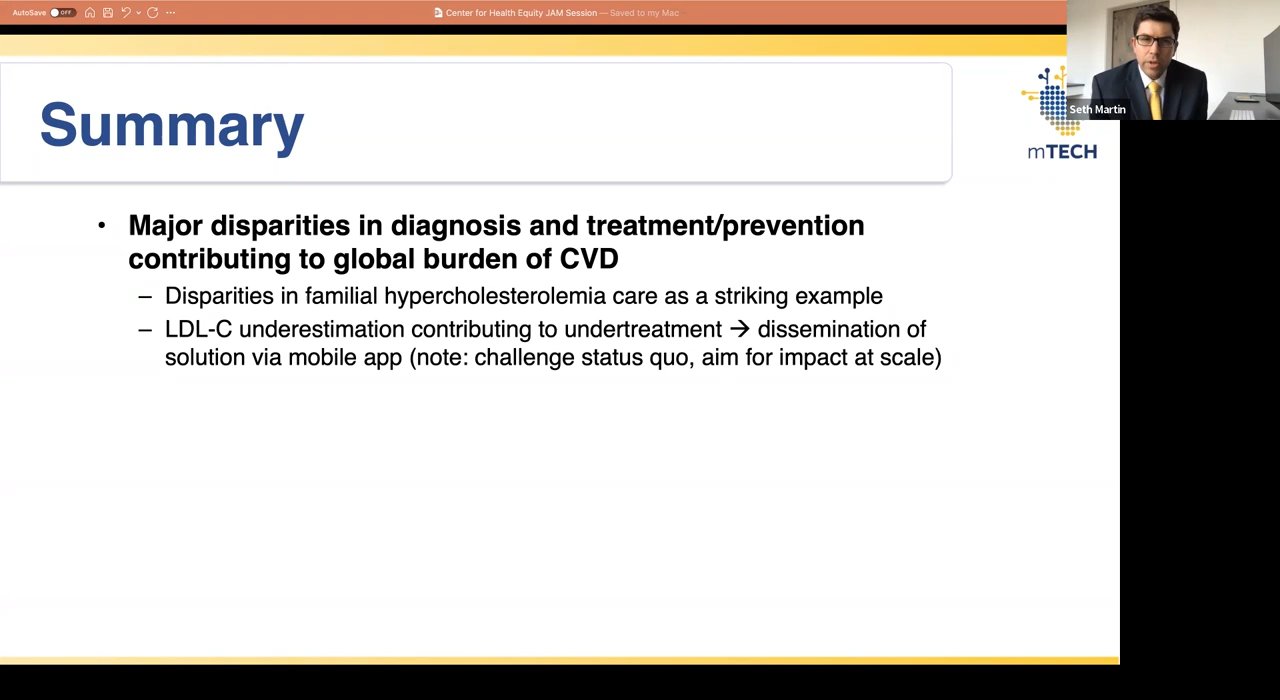 AutoSave OFF
Center for Health Equity JAM Session — Saved to my Mac
Seth Martin
mTECH
Summary
• Major disparities in diagnosis and treatment/prevention
contributing to global burden of CVD
– Disparities in familial hypercholesterolemia care as a striking example
– LDL-C underestimation contributing to undertreatment → dissemination of
solution via mobile app (note: challenge status quo, aim for impact at scale)